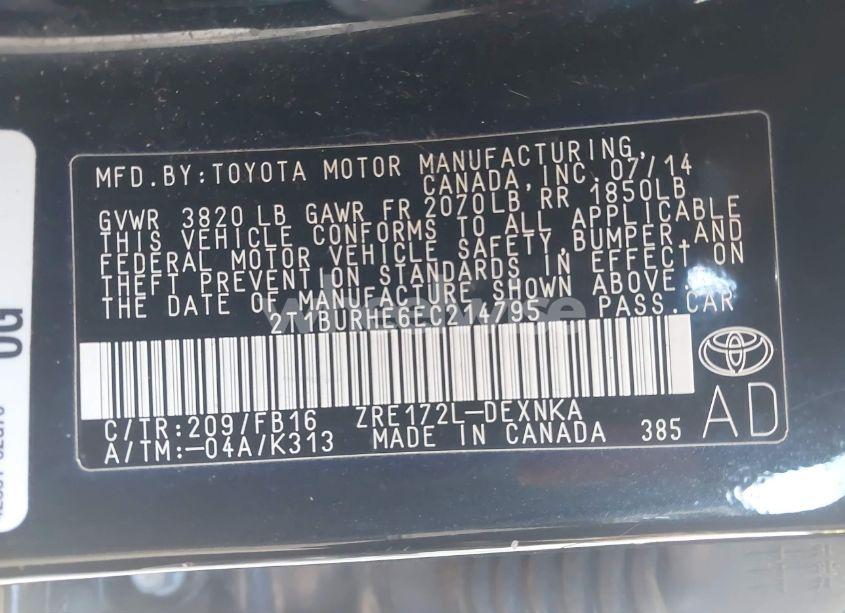 MFD.BY:TOYOTA MOTOR MANUFACTURING,
CANADA,INC, 07/14
GVWR 3820 LB GAWR FR 2070LB, RR 1850LB
THIS VEHICLE CONFORMS TO ALL APPLICABLE
FEDERAL MOTOR VEHICLE SAFETY,BUMPER,AND
THEFT PREVENTION STANDARDS IN EFFECT ON
THE DATE OF MANUFACTURE SHOWN ABOVE.
2T1BURHE6EC214795 PASS.CAR
C/TR:209/FB16 ZRE172L-DEXNKA
A/TM:-04A/K313 MADE IN CANADA 385
AD